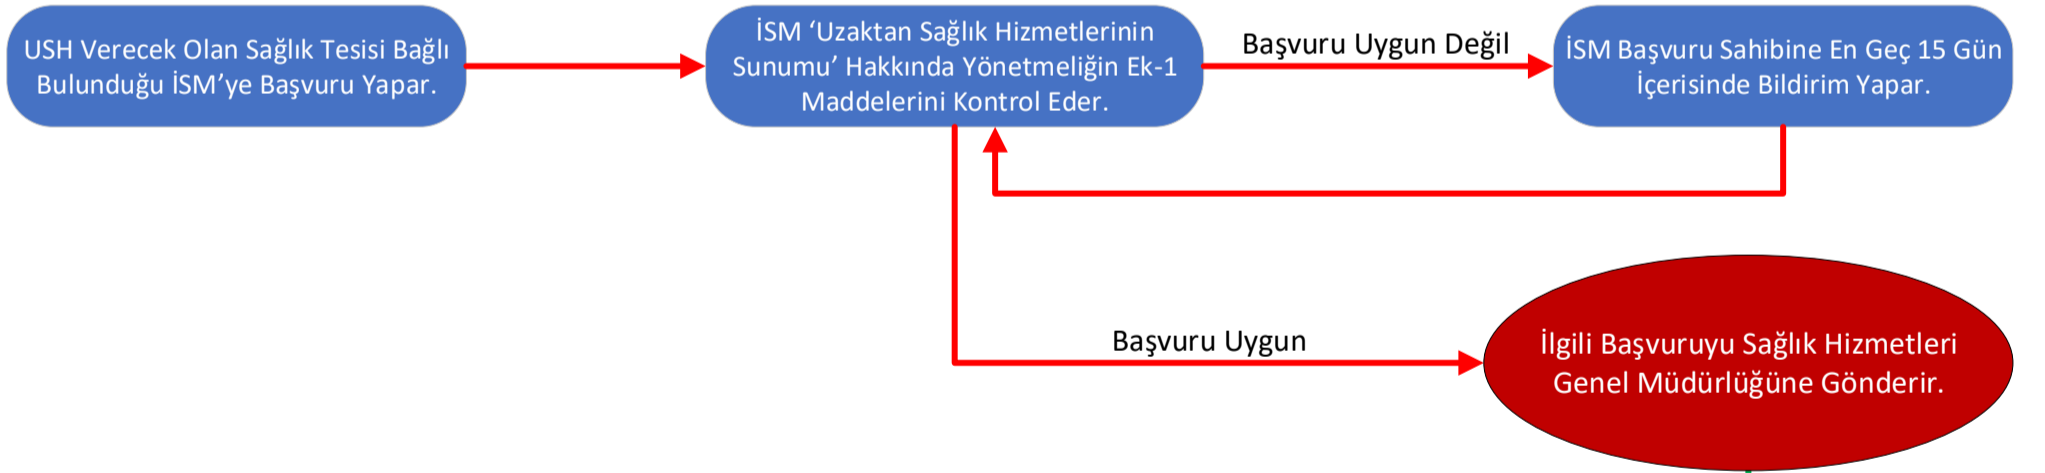 USH Verecek Olan Sağlık Tesisi Bağlı
Bulunduğu İSM’ye Başvuru Yapar.
İSM ‘Uzaktan Sağlık Hizmetlerinin
Sunumu’ Hakkında Yönetmeliğin Ek-1
Maddelerini Kontrol Eder.
Başvuru Uygun Değil
İSM Başvuru Sahibine En Geç 15 Gün
İçerisinde Bildirim Yapar.
Başvuru Uygun
İlgili Başvuruyu Sağlık Hizmetleri
Genel Müdürlüğüne Gönderir.